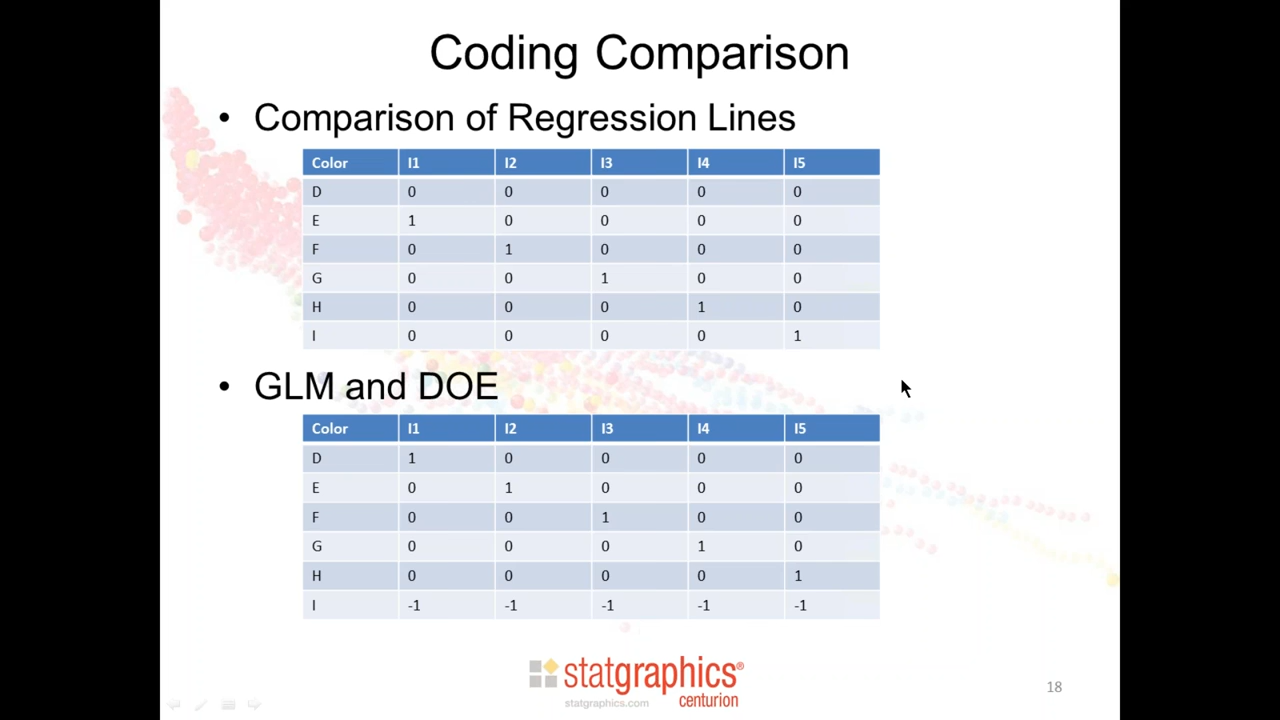 Coding Comparison
• Comparison of Regression Lines
Color I1 I2 I3 I4 I5
D 0 0 0 0 0
E 1 0 0 0 0
F 0 1 0 0 0
G 0 0 1 0 0
H 0 0 0 1 0
I 0 0 0 0 1
• GLM and DOE
Color I1 I2 I3 I4 I5
D 1 0 0 0 0
E 0 1 0 0 0
F 0 0 1 0 0
G 0 0 0 1 0
H 0 0 0 0 1
I -1 -1 -1 -1 -1
statgraphics®
statgraphics.com centurion
18